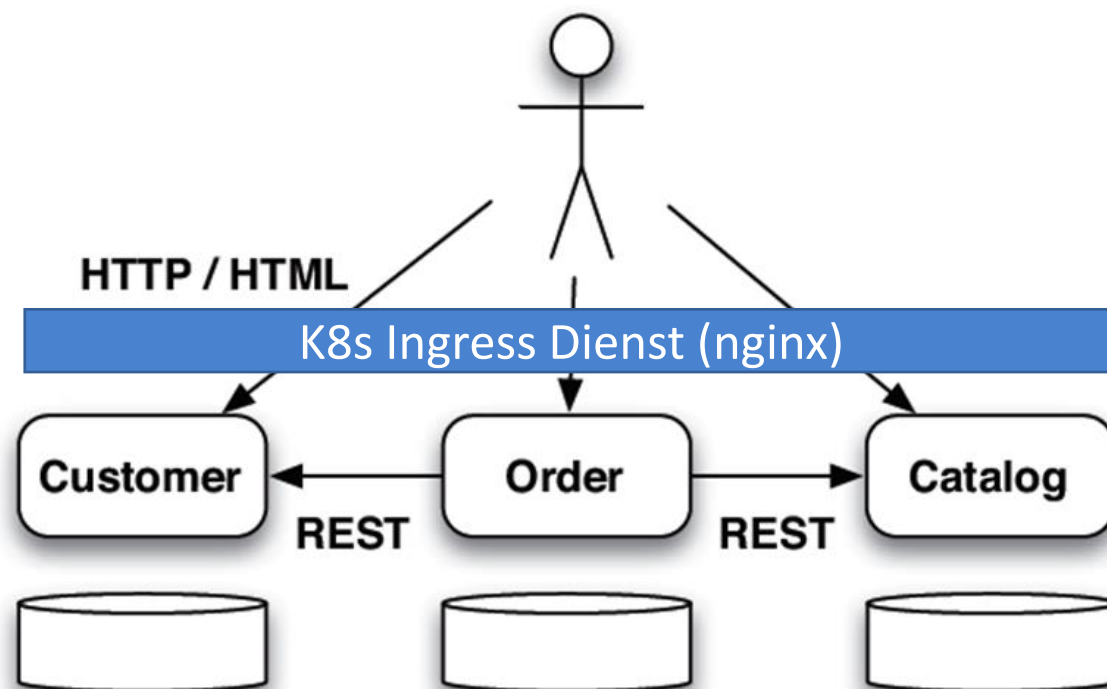 HTTP / HTML
K8s Ingress Dienst (nginx)
Customer
Order
Catalog
REST
REST